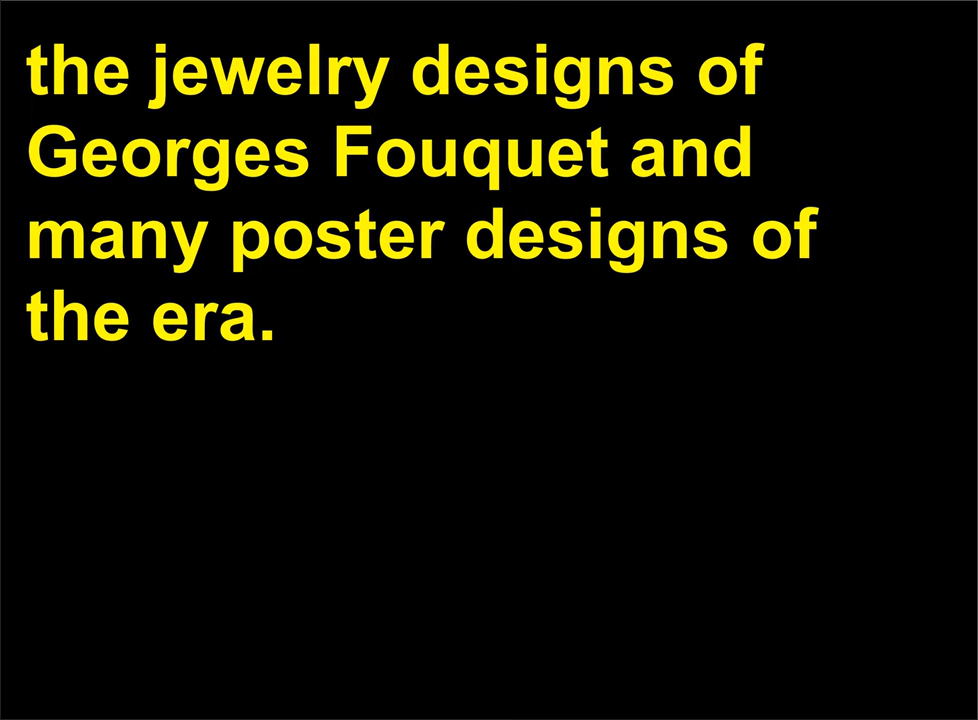 the jewelry designs of
Georges Fouquet and
many poster designs of
the era.